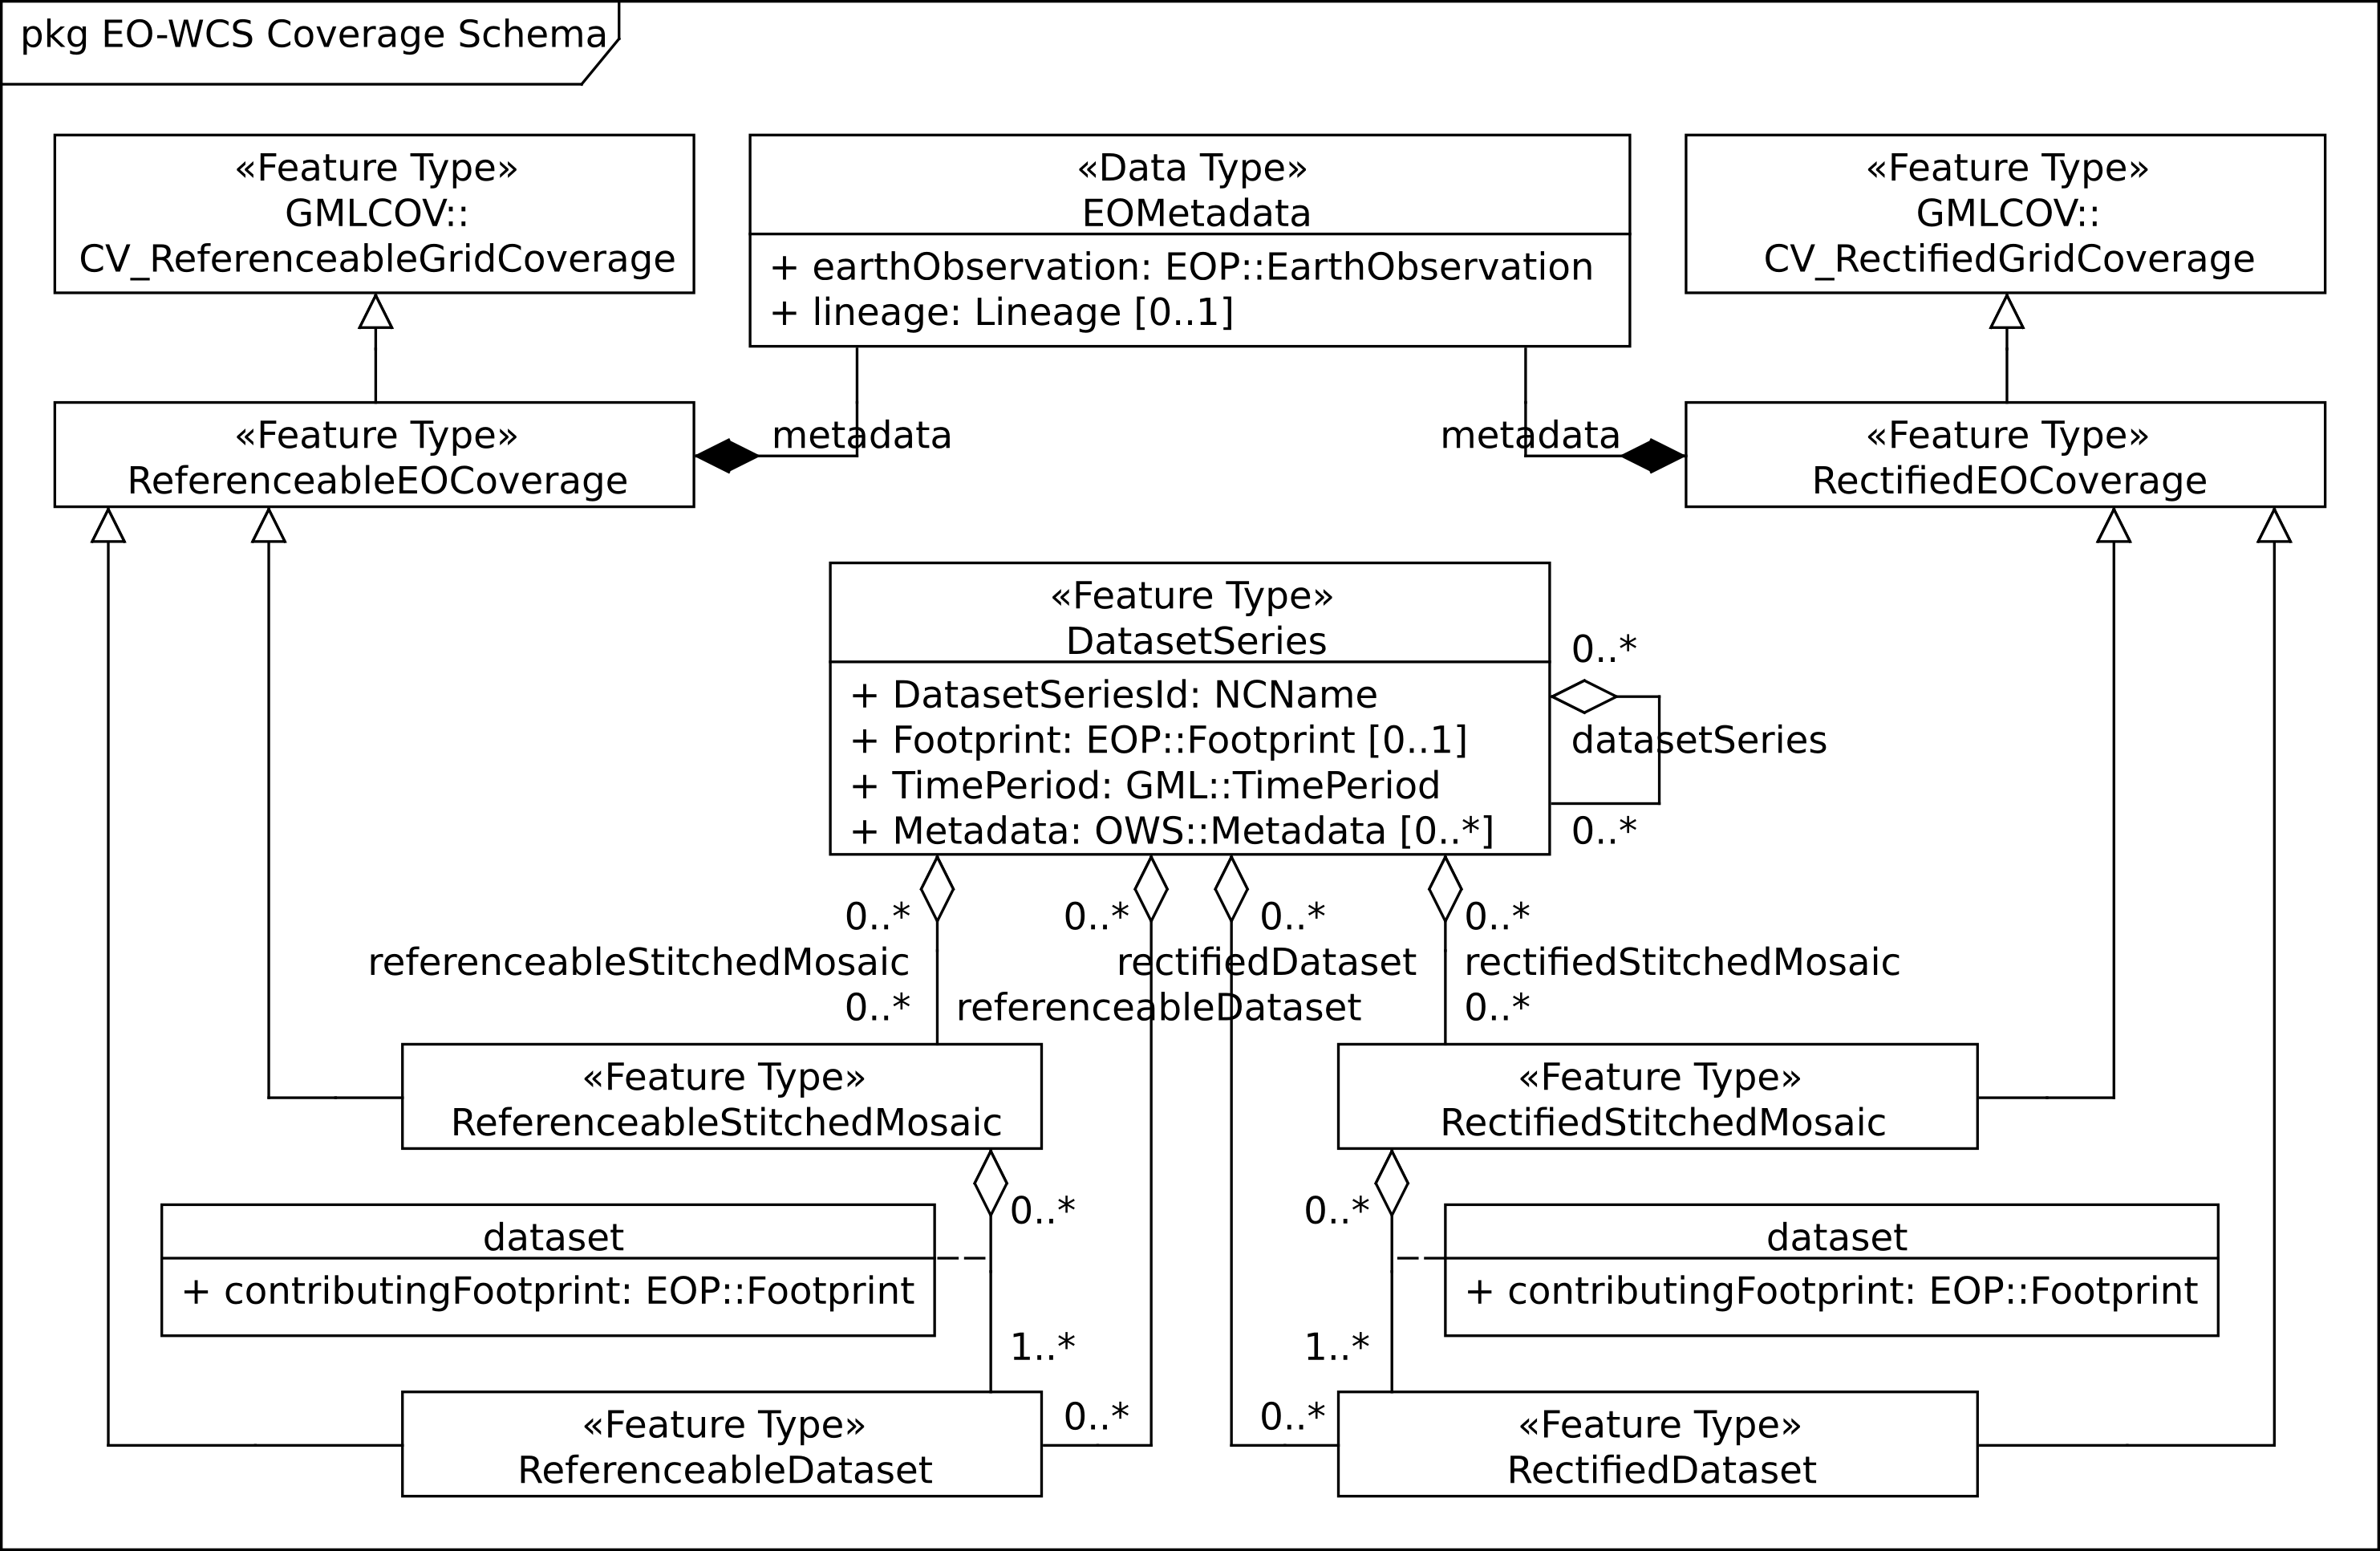 pkg EO-WCS Coverage Schema
«Feature Type»
GMLCOV::
CV_ReferenceableGridCoverage
«Data Type»
EOMetadata
+ earthObservation: EOP::EarthObservation
+ lineage: Lineage [0..1]
«Feature Type»
GMLCOV::
CV_RectifiedGridCoverage
«Feature Type»
ReferenceableEOCoverage
metadata
metadata
«Feature Type»
RectifiedEOCoverage
«Feature Type»
DatasetSeries
+ DatasetSeriesId: NCName
+ Footprint: EOP::Footprint [0..1]
+ TimePeriod: GML::TimePeriod
+ Metadata: OWS::Metadata [0..*]
0..*
datasetSeries
0..*
0..*
0..*
0..*
0..*
referenceableStitchedMosaic
rectifiedDataset
rectifiedStitchedMosaic
0..*
referenceableDataset
0..*
«Feature Type»
ReferenceableStitchedMosaic
«Feature Type»
RectifiedStitchedMosaic
0..*
0..*
dataset
+ contributingFootprint: EOP::Footprint
dataset
+ contributingFootprint: EOP::Footprint
1..*
1..*
«Feature Type»
ReferenceableDataset
0..*
0..*
«Feature Type»
RectifiedDataset